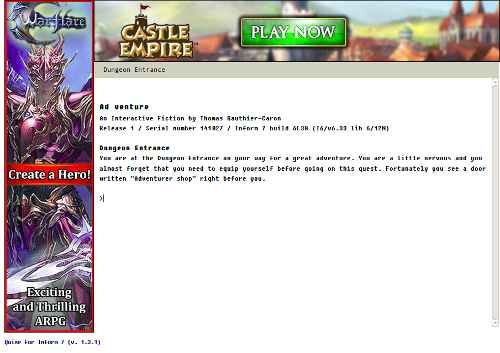 Warflare
CASTLE
EMPIRE
PLAY NOW
Dungeon Entrance
Ad venture
An Interactive Fiction by Thomas Gauthier-Caron
Release 1 / Serial number 141027 / Inform 7 build 6L38 (I6/v6.33 lib 6/12N)
Dungeon Entrance
You are at the Dungeon Entrance on your way for a great adventure. You are a little nervous and you
almost forget that you need to equip yourself before going on this quest. Fortunately you see a door
written "Adventurer shop" right before you.
>
Create a Hero!
Exciting
and Thrilling
ARPG
Quixe for Inform 7 (v. 1.3.1)